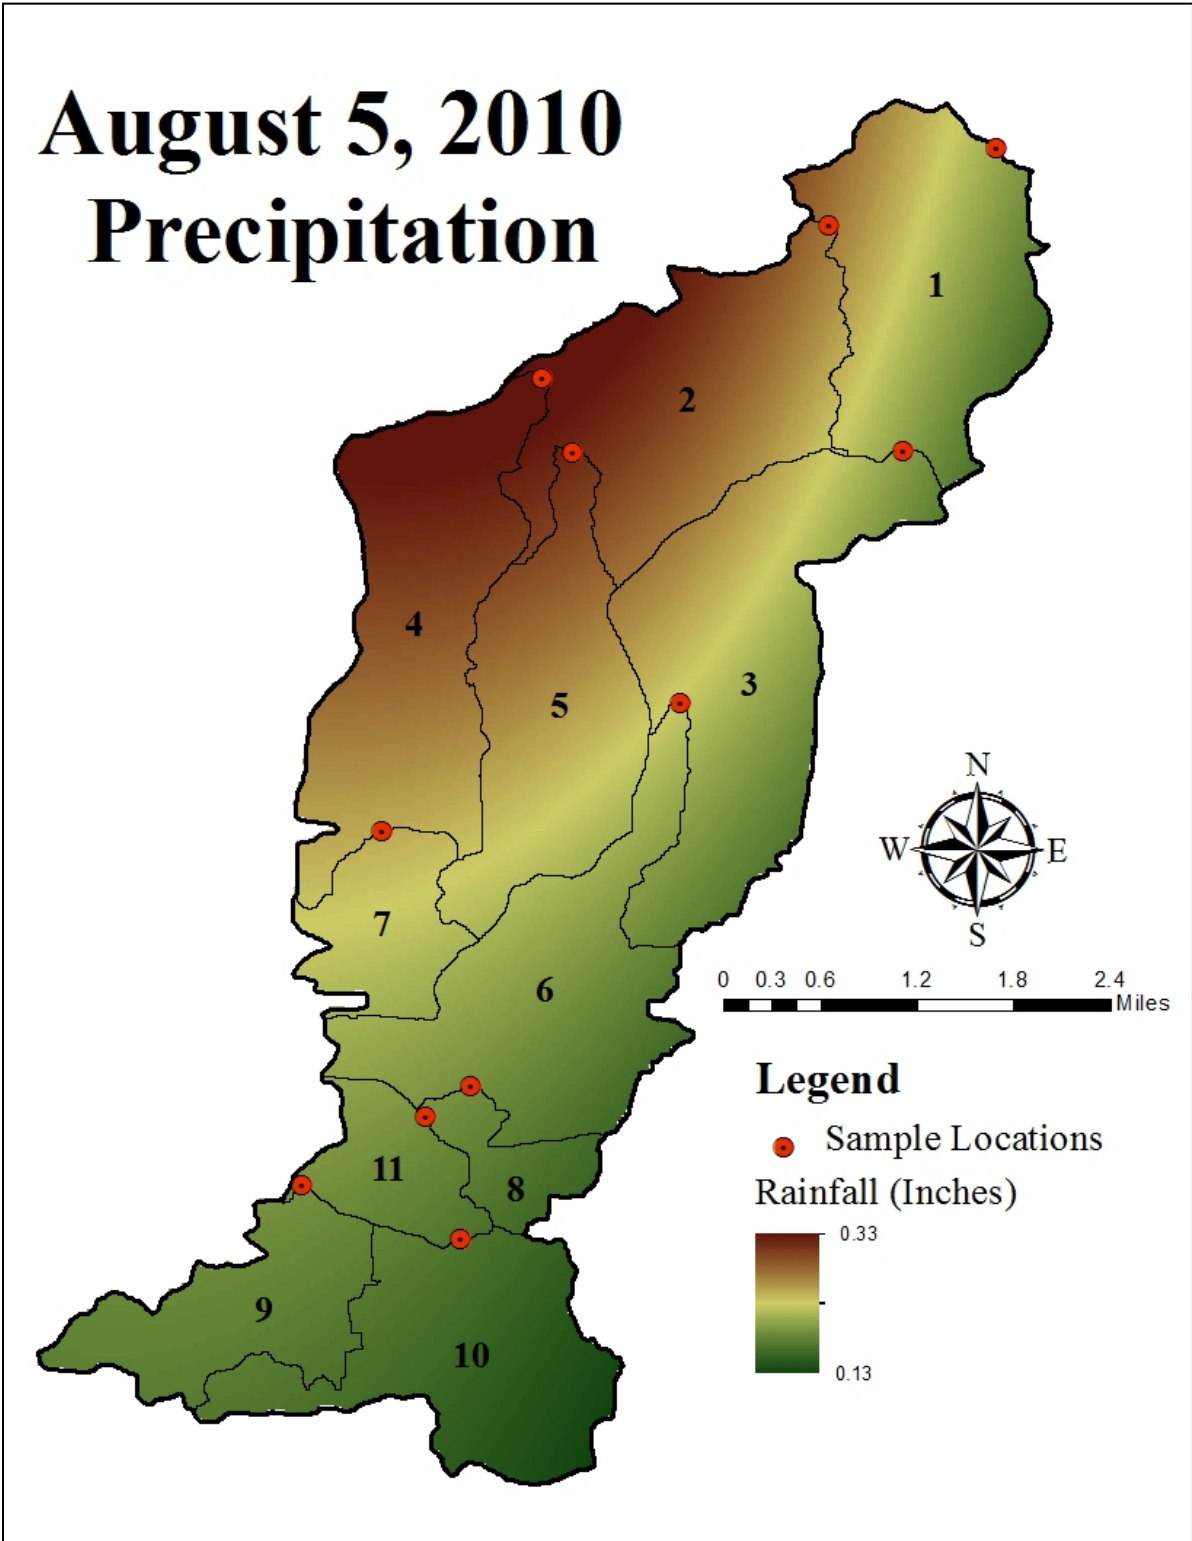 August 5, 2010
Precipitation
1
2
4
5
3
7
6
11
8
9
10
N
W E
S
0 0.3 0.6 1.2 1.8 2.4
Miles
Legend
Sample Locations
Rainfall (Inches)
0.33
0.13